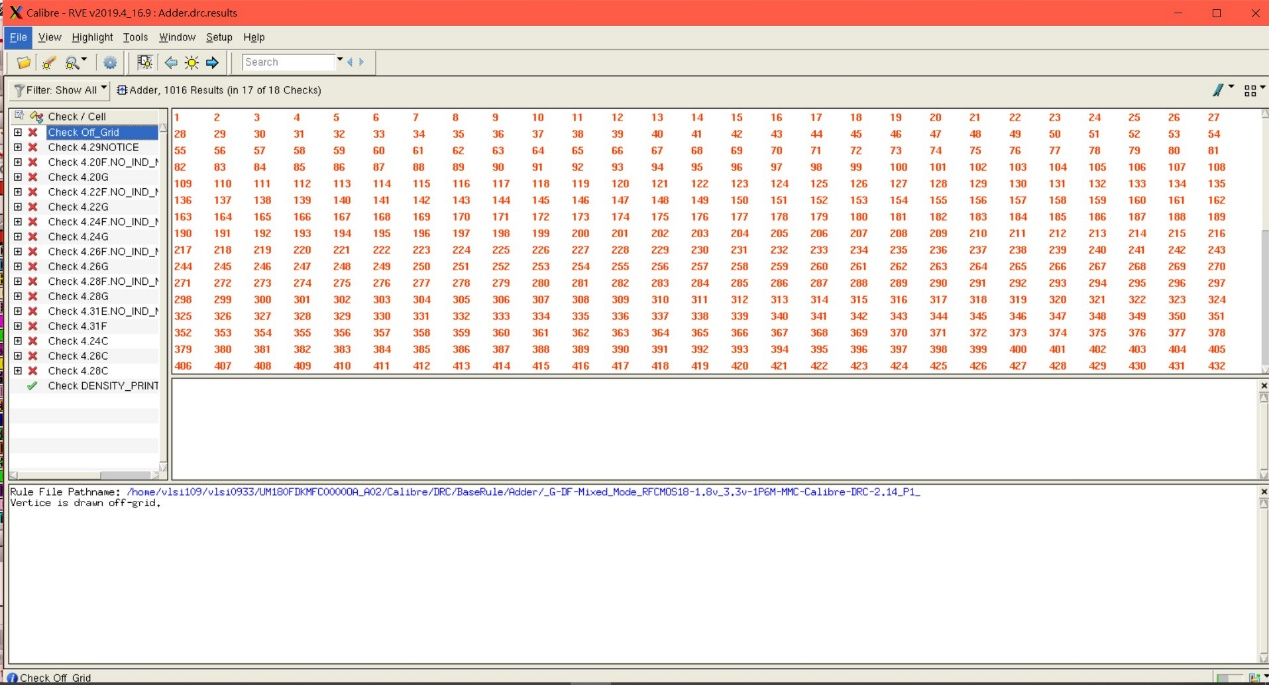 Calibre - RVE v2019.4_16.9 : Adder.drc.results
File View Highlight Tools Window Setup Help
Search
Filter: Show All Adder, 1016 Results (in 17 of 18 Checks)
Check / Cell
Check Off_Grid
Check 4.29NOTICE
Check 4.20F.NO_IND_M
Check 4.20G
Check 4.22F.NO_IND_M
Check 4.22G
Check 4.24F.NO_IND_M
Check 4.24G
Check 4.26F.NO_IND_M
Check 4.26G
Check 4.28F.NO_IND_M
Check 4.28G
Check 4.31E.NO_IND_M
Check 4.31F
Check 4.24C
Check 4.26C
Check 4.28C
Check DENSITY_PRINT
1 2 3 4 5 6 7 8 9 10 11 12 13 14 15 16 17 18 19 20 21 22 23 24 25 26 27
28 29 30 31 32 33 34 35 36 37 38 39 40 41 42 43 44 45 46 47 48 49 50 51 52 53 54
55 56 57 58 59 60 61 62 63 64 65 66 67 68 69 70 71 72 73 74 75 76 77 78 79 80 81
82 83 84 85 86 87 88 89 90 91 92 93 94 95 96 97 98 99 100 101 102 103 104 105 106 107 108
109 110 111 112 113 114 115 116 117 118 119 120 121 122 123 124 125 126 127 128 129 130 131 132 133 134 135
136 137 138 139 140 141 142 143 144 145 146 147 148 149 150 151 152 153 154 155 156 157 158 159 160 161 162
163 164 165 166 167 168 169 170 171 172 173 174 175 176 177 178 179 180 181 182 183 184 185 186 187 188 189
190 191 192 193 194 195 196 197 198 199 200 201 202 203 204 205 206 207 208 209 210 211 212 213 214 215 216
217 218 219 220 221 222 223 224 225 226 227 228 229 230 231 232 233 234 235 236 237 238 239 240 241 242 243
244 245 246 247 248 249 250 251 252 253 254 255 256 257 258 259 260 261 262 263 264 265 266 267 268 269 270
271 272 273 274 275 276 277 278 279 280 281 282 283 284 285 286 287 288 289 290 291 292 293 294 295 296 297
298 299 300 301 302 303 304 305 306 307 308 309 310 311 312 313 314 315 316 317 318 319 320 321 322 323 324
325 326 327 328 329 330 331 332 333 334 335 336 337 338 339 340 341 342 343 344 345 346 347 348 349 350 351
352 353 354 355 356 357 358 359 360 361 362 363 364 365 366 367 368 369 370 371 372 373 374 375 376 377 378
379 380 381 382 383 384 385 386 387 388 389 390 391 392 393 394 395 396 397 398 399 400 401 402 403 404 405
406 407 408 409 410 411 412 413 414 415 416 417 418 419 420 421 422 423 424 425 426 427 428 429 430 431 432
Rule File Pathname: /home/vlsi109/vlsi0933/UM180FDKMFC00000OA_A02/Calibre/DRC/BaseRule/Adder/_G-DF-Mixed_Mode_RFCMOS18-1.8v_3.3v-1P6M-MMC-Calibre-DRC-2.14_P1_
Vertice is drawn off-grid.
Check Off_Grid